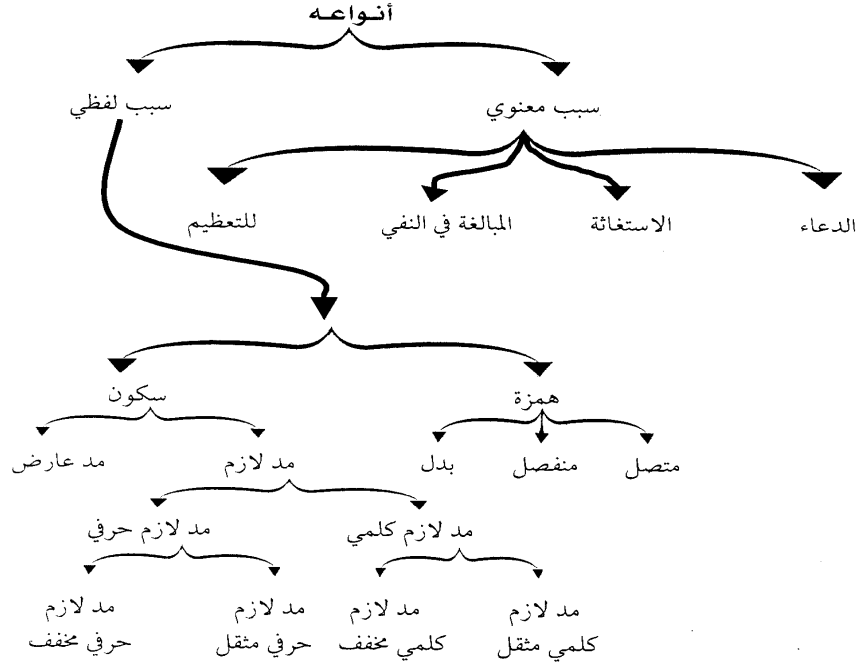 أنواعه
سبب معنوي
سبب لفظي
الدعاء
الاستغاثة
المبالغة في النفي
للتعظيم
همزة
سكون
متصل
منفصل
بدل
مد لازم
مد عارض
مد لازم كلمي
مد لازم حرفي
مد لازم
كلمي مثقل
مد لازم
كلمي مخفف
مد لازم
حرفي مثقل
مد لازم
حرفي مخفف